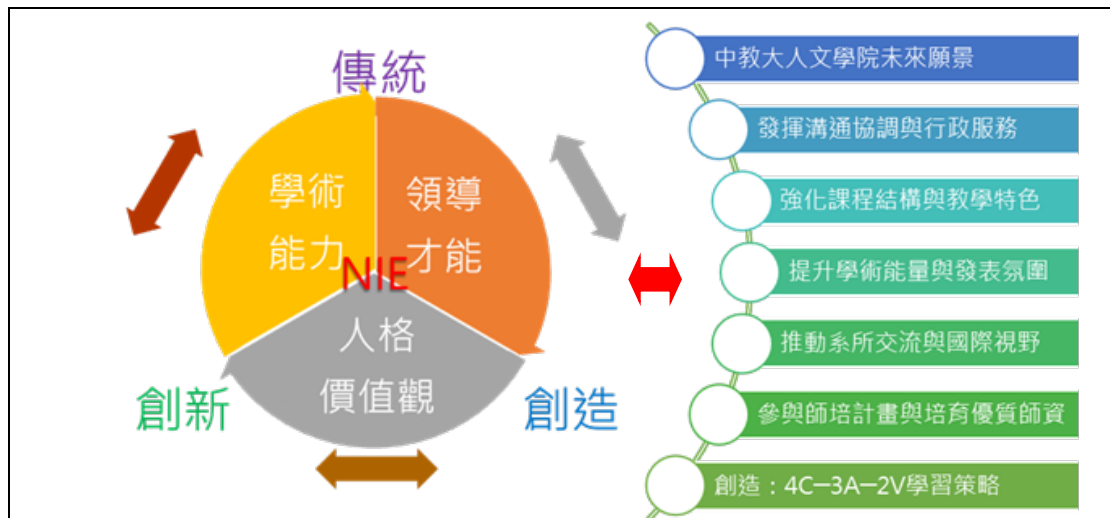 傳統
學術
能力
領導
才能
NIE
人格
價值觀
創新
創造
中教大人文學院未來願景
發揮溝通協調與行政服務
強化課程結構與教學特色
提升學術能量與發表氛圍
推動系所交流與國際視野
參與師培計畫與培育優質師資
創造：4C—3A—2V學習策略